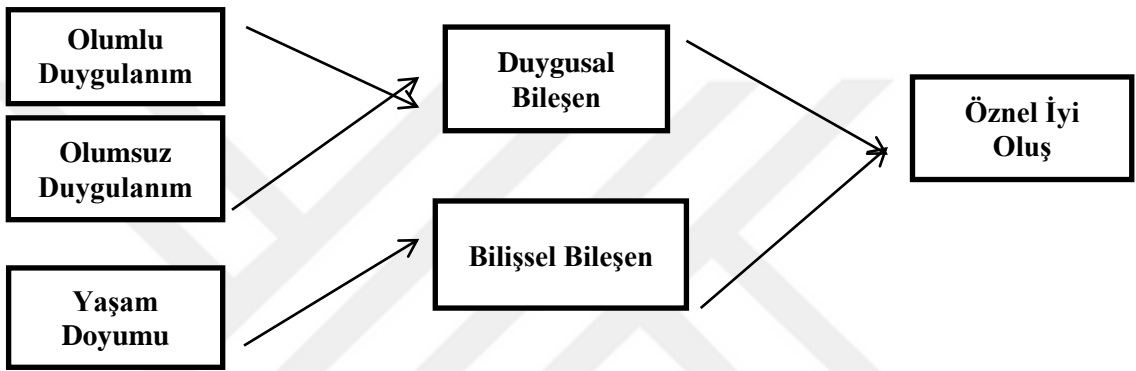 Olumlu
Duygulanım
Olumsuz
Duygulanım
Yaşam
Doyumu
Duygusal
Bileşen
Bilişsel Bileşen
Öznel İyi
Oluş